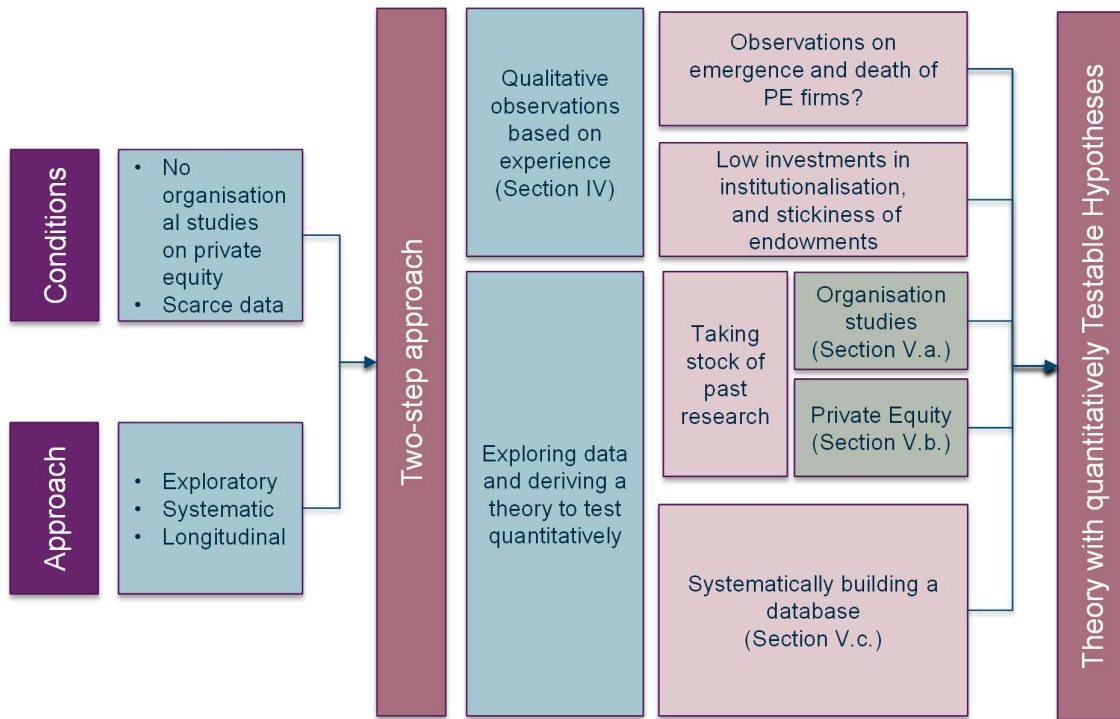 Conditions
• No
organisation
al studies
on private
equity
• Scarce data
Approach
• Exploratory
• Systematic
• Longitudinal
Two-step approach
Qualitative
observations
based on
experience
(Section IV)
Exploring data
and deriving a
theory to test
quantitatively
Observations on
emergence and death of
PE firms?
Low investments in
institutionalisation,
and stickiness of
endowments
Taking
stock of
past
research
Organisation
studies
(Section V.a.)
Private Equity
(Section V.b.)
Systematically building a
database
(Section V.c.)
Theory with quantitatively Testable Hypotheses